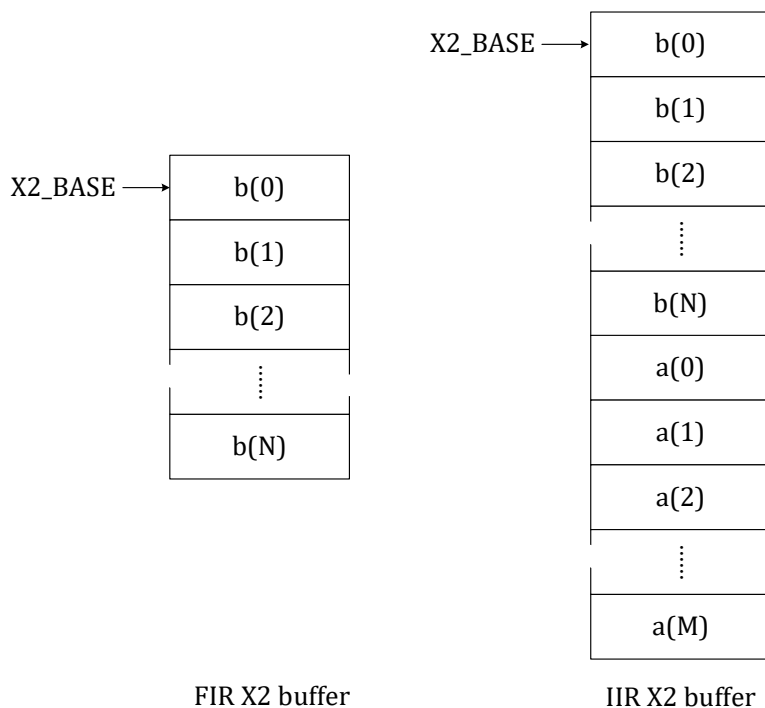 X2_BASE
b(0)
b(1)
b(2)
b(N)
FIR X2 buffer
X2_BASE
b(0)
b(1)
b(2)
b(N)
a(0)
a(1)
a(2)
a(M)
IIR X2 buffer